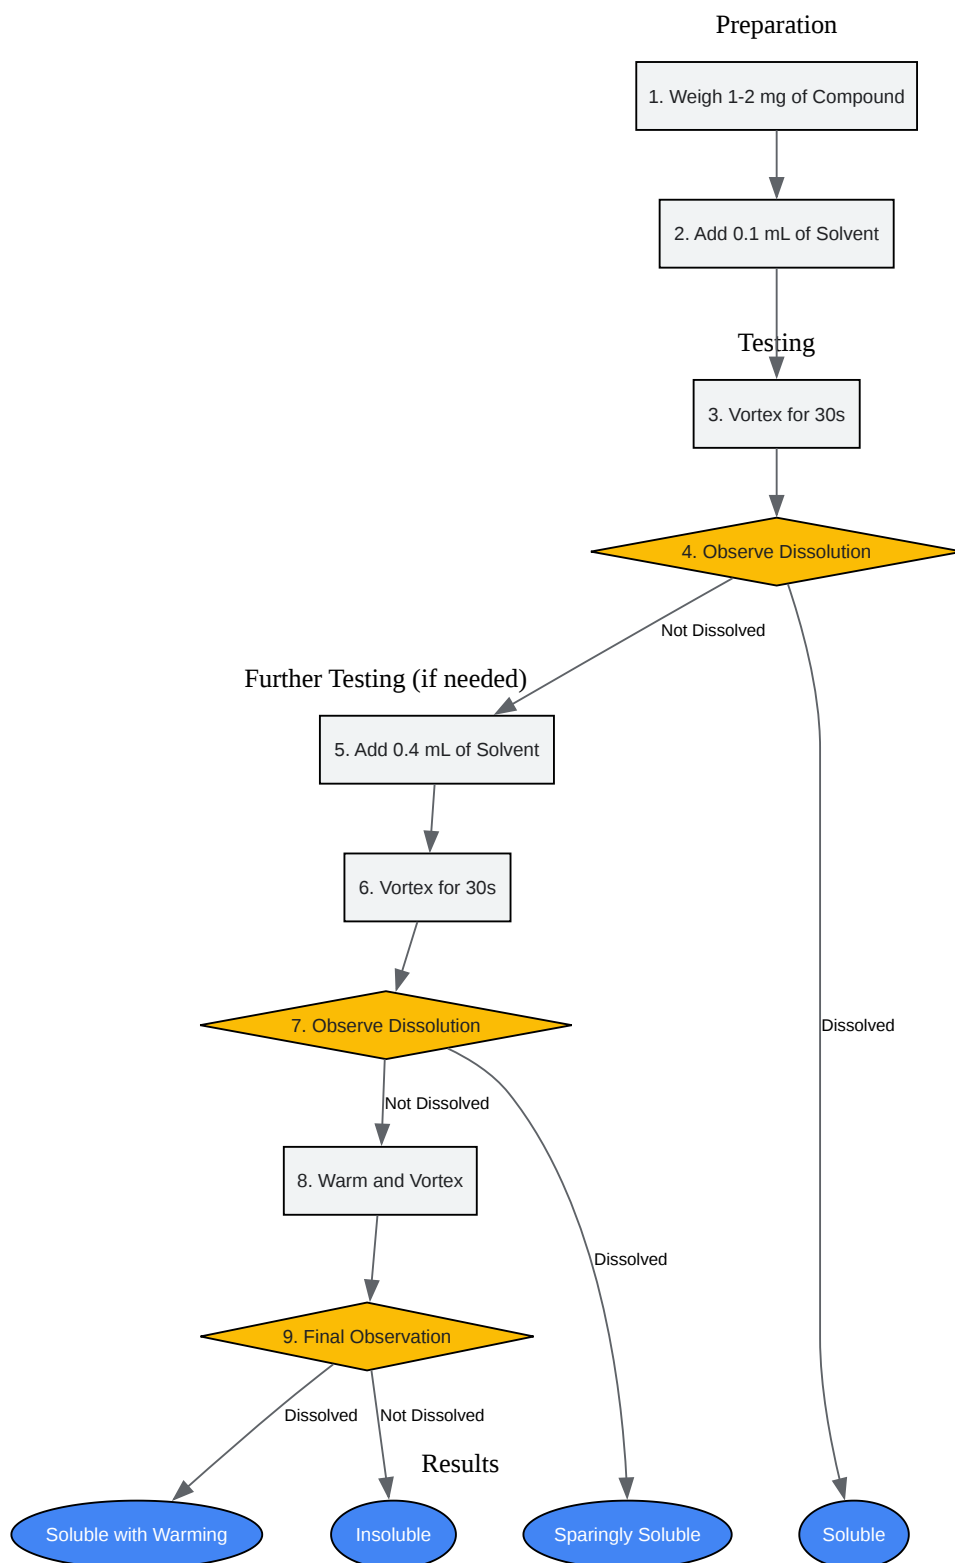 Preparation
1. Weigh 1-2 mg of Compound
2. Add 0.1 mL of Solvent
Testing
3. Vortex for 30s
4. Observe Dissolution
Not Dissolved
Further Testing (if needed)
5. Add 0.4 mL of Solvent
6. Vortex for 30s
7. Observe Dissolution
Dissolved
Not Dissolved
8. Warm and Vortex
Dissolved
9. Final Observation
Dissolved
Not Dissolved
Results
Soluble with Warming
Insoluble
Sparingly Soluble
Soluble